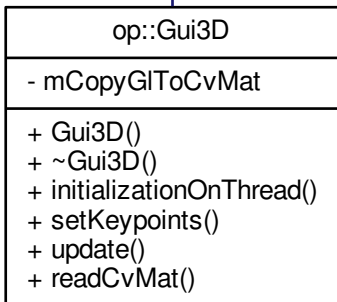 op::Gui3D
- mCopyGlToCvMat
+ Gui3D()
+ ~Gui3D()
+ initializationOnThread()
+ setKeypoints()
+ update()
+ readCvMat()